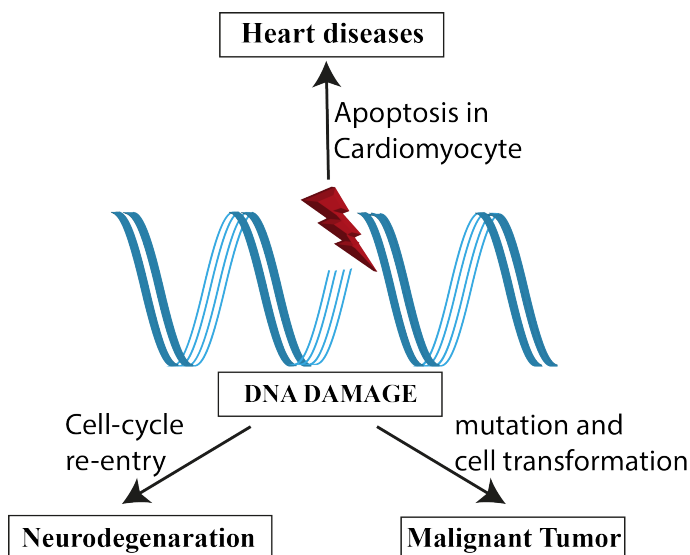 Heart diseases
Apoptosis in
Cardiomyocyte
DNA DAMAGE
Cell-cycle
re-entry
mutation and
cell transformation
Neurodegenaration
Malignant Tumor